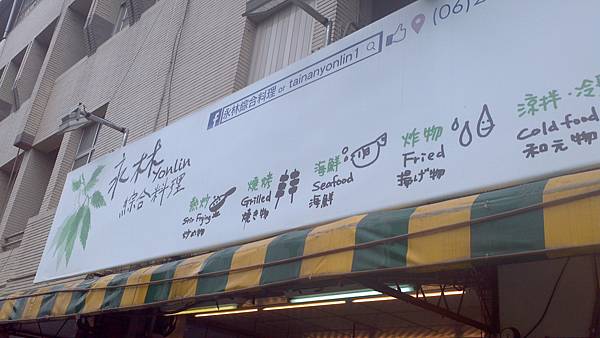 f 永林綜合料理 or tainanyonlin1
(06)2
永林 Yonlin
綜合料理
熱炒
Stir Frying
炒め物
燒烤
Grilled
焼き物
海鮮
Seafood
海鮮
炸物
Fried
揚げ物
涼拌·冷
Cold food
和え物